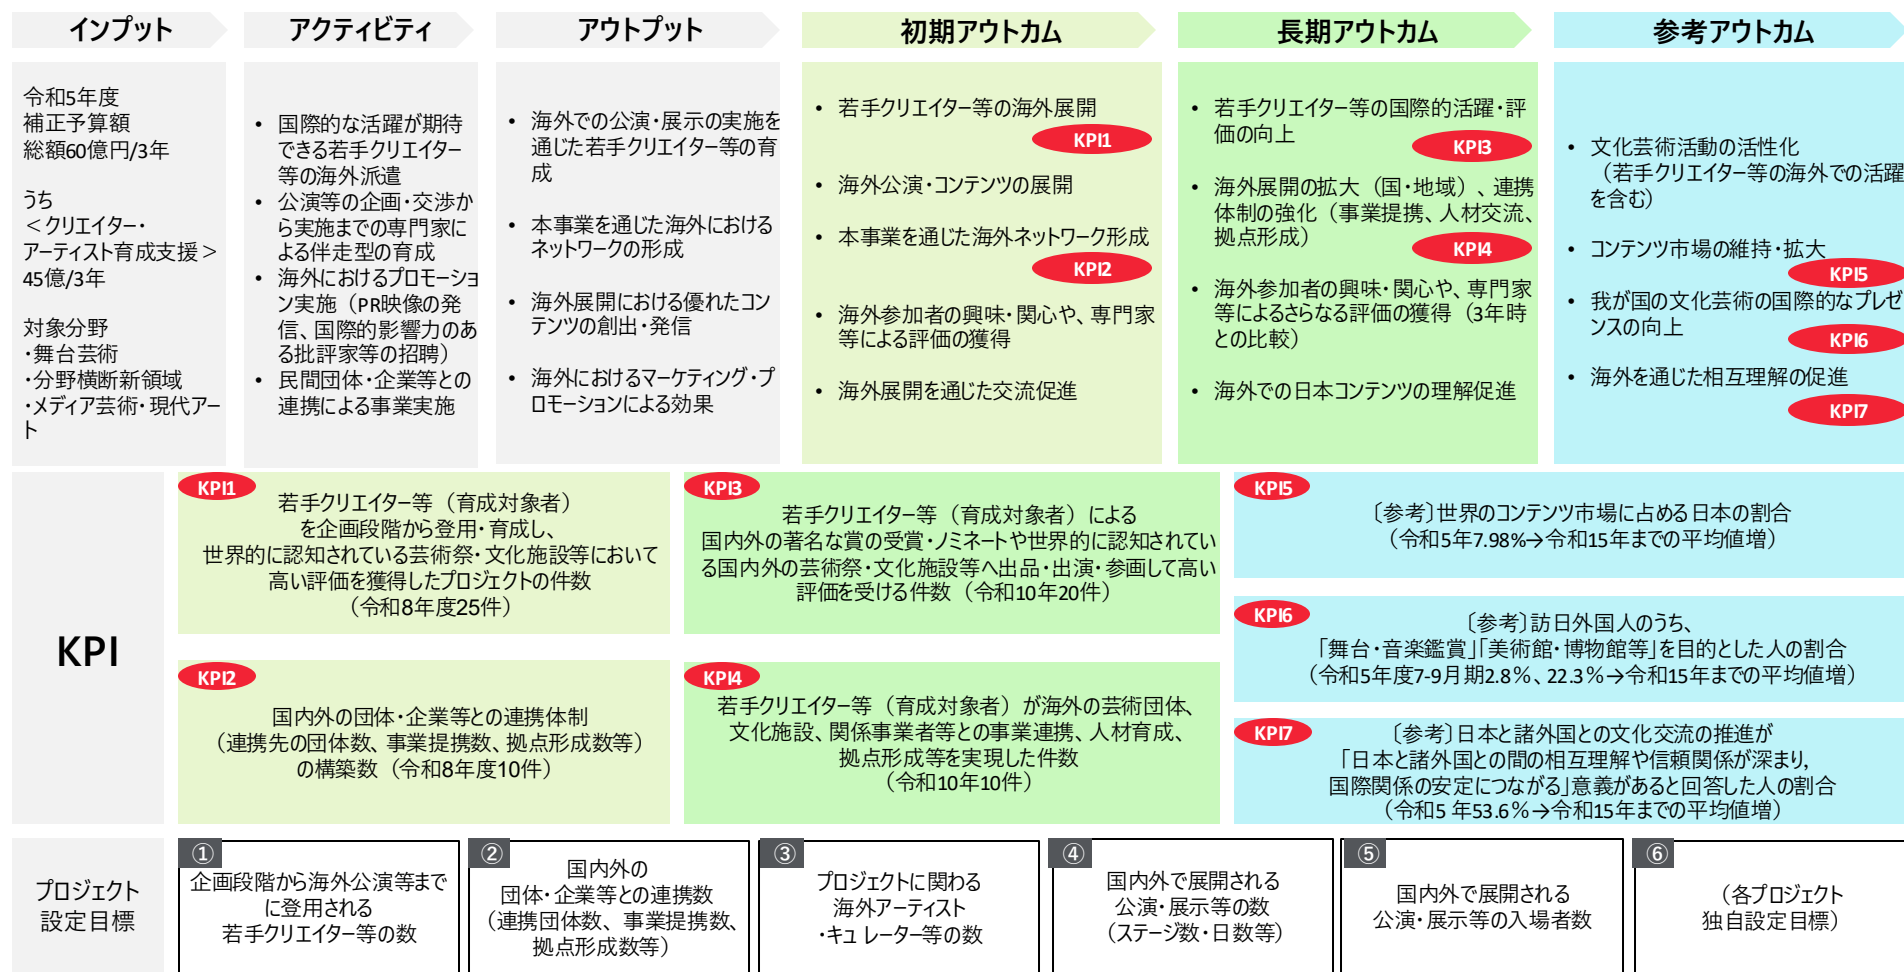 インプット
アクティビティ
アウトプット
初期アウトカム
長期アウトカム
参考アウトカム
令和5年度
補正予算額
総額60億円/3年
うち
＜クリエイター・
アーティスト育成支援＞
45億/3年
対象分野
・舞台芸術
・分野横断新領域
・メディア芸術・現代アー
ト
• 国際的な活躍が期待
できる若手クリエイター
等の海外派遣
• 公演等の企画・交渉か
ら実施までの専門家に
よる伴走型の育成
• 海外におけるプロモーショ
ン実施（PR映像の発
信、国際的影響力のあ
る批評家等の招聘）
• 民間団体・企業等との
連携による事業実施
• 海外での公演・展示の実施を
通じた若手クリエイター等の育
成
• 本事業を通じた海外における
ネットワークの形成
• 海外展開における優れたコン
テンツの創出・発信
• 海外におけるマーケティング・プ
ロモーションによる効果
• 若手クリエイター等の海外展開
KPI1
• 海外公演・コンテンツの展開
• 本事業を通じた海外ネットワーク形成
KPI2
• 海外参加者の興味・関心や、専門家
等による評価の獲得
• 海外展開を通じた交流促進
• 若手クリエイター等の国際的活躍・評
価の向上
KPI3
• 海外展開の拡大（国・地域）、連携
体制の強化（事業提携、人材交流、
拠点形成）
KPI4
• 海外参加者の興味・関心や、専門家
等によるさらなる評価の獲得（3年時
との比較）
• 海外での日本コンテンツの理解促進
• 文化芸術活動の活性化
（若手クリエイター等の海外での活躍
を含む）
• コンテンツ市場の維持・拡大
KPI5
• 我が国の文化芸術の国際的なプレゼ
ンスの向上
KPI6
• 海外を通じた相互理解の促進
KPI7
KPI
KPI1
若手クリエイター等（育成対象者）
を企画段階から登用・育成し、
世界的に認知されている芸術祭・文化施設等において
高い評価を獲得したプロジェクトの件数
（令和8年度25件）
KPI2
国内外の団体・企業等との連携体制
（連携先の団体数、事業提携数、拠点形成数等）
の構築数（令和8年度10件）
KPI3
若手クリエイター等（育成対象者）による
国内外の著名な賞の受賞・ノミネートや世界的に認知されてい
る国内外の芸術祭・文化施設等へ出品・出演・参画して高い
評価を受ける件数（令和10年20件）
KPI4
若手クリエイター等（育成対象者）が海外の芸術団体、
文化施設、関係事業者等との事業連携、人材育成、
拠点形成等を実現した件数
（令和10年10件）
KPI5
〔参考〕世界のコンテンツ市場に占める日本の割合
（令和5年7.98%→令和15年までの平均値増）
KPI6
〔参考〕訪日外国人のうち、
「舞台・音楽鑑賞」「美術館・博物館等」を目的とした人の割合
（令和5年度7-9月期2.8％、22.3％→令和15年までの平均値増）
KPI7
〔参考〕日本と諸外国との文化交流の推進が
「日本と諸外国との間の相互理解や信頼関係が深まり,
国際関係の安定につながる」意義があると回答した人の割合
（令和5 年53.6％→令和15年までの平均値増）
プロジェクト
設定目標
①
企画段階から海外公演等まで
に登用される
若手クリエイター等の数
②
国内外の
団体・企業等との連携数
（連携団体数、事業提携数、
拠点形成数等）
③
プロジェクトに関わる
海外アーティスト
・キュレーター等の数
④
国内外で展開される
公演・展示等の数
（ステージ数・日数等）
⑤
国内外で展開される
公演・展示等の入場者数
⑥
（各プロジェクト
独自設定目標）